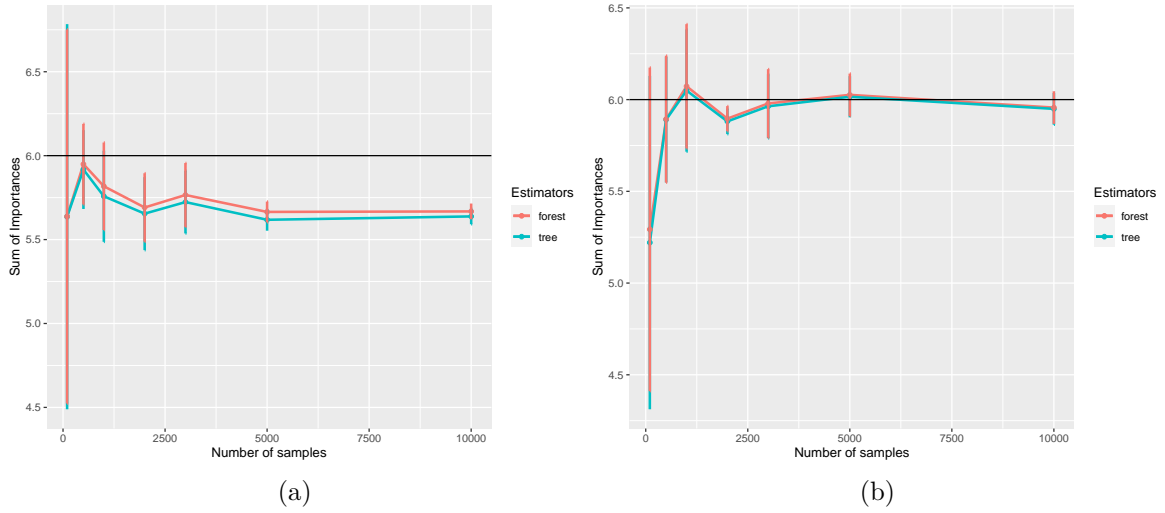 6.5
6.0
5.5
5.0
4.5
Sum of Importances
0
2500
5000
7500
10000
Number of samples
Estimators
forest
tree
(a)
6.5
6.0
5.5
5.0
4.5
Sum of Importances
0
2500
5000
7500
10000
Number of samples
Estimators
forest
tree
(b)